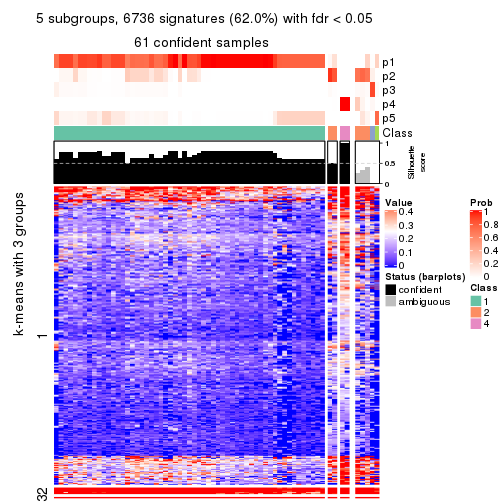 5 subgroups, 6736 signatures (62.0%) with fdr < 0.05
61 confident samples
p1
p2
p3
p4
p5
Class
1
0.5
0
Silhouette
score
k-means with 3 groups
1
32
Value
0.4
0.3
0.2
0.1
0
Status (barplots)
confident
ambiguous
Prob
1
0.8
0.6
0.4
0.2
0
Class
1
2
4